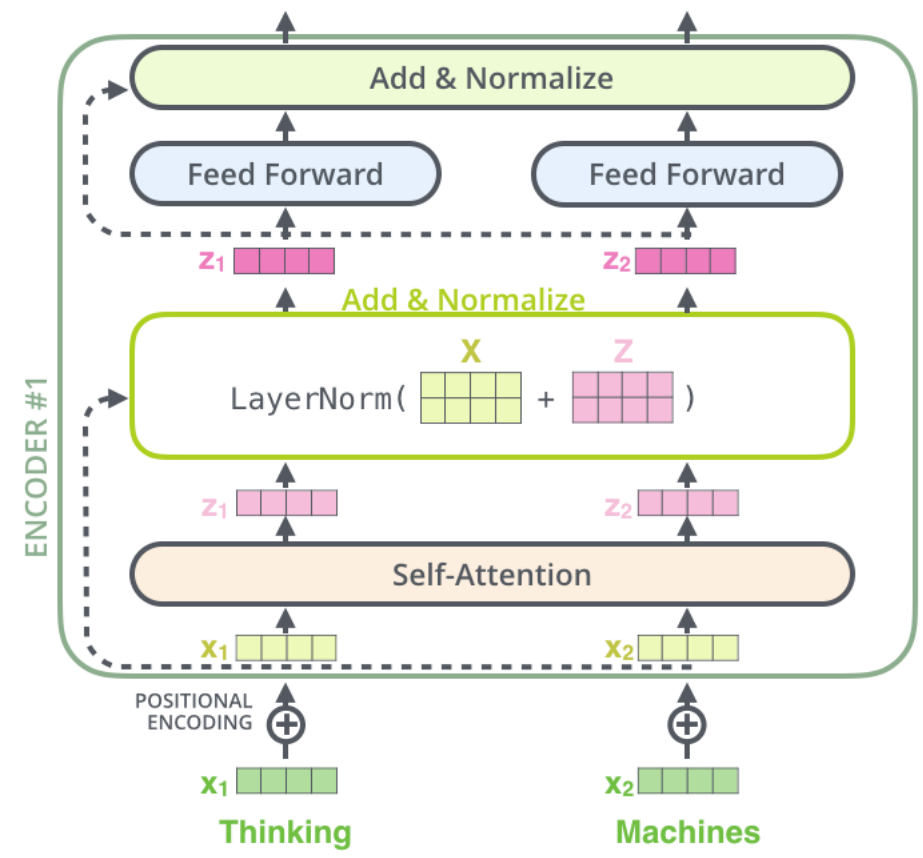 Add & Normalize
Feed Forward
Feed Forward
z1
z2
Add & Normalize
X
Z
LayerNorm( + )
ENCODER #1
z1
z2
Self-Attention
x1
x2
POSITIONAL
ENCODING
x1
x2
Thinking
Machines